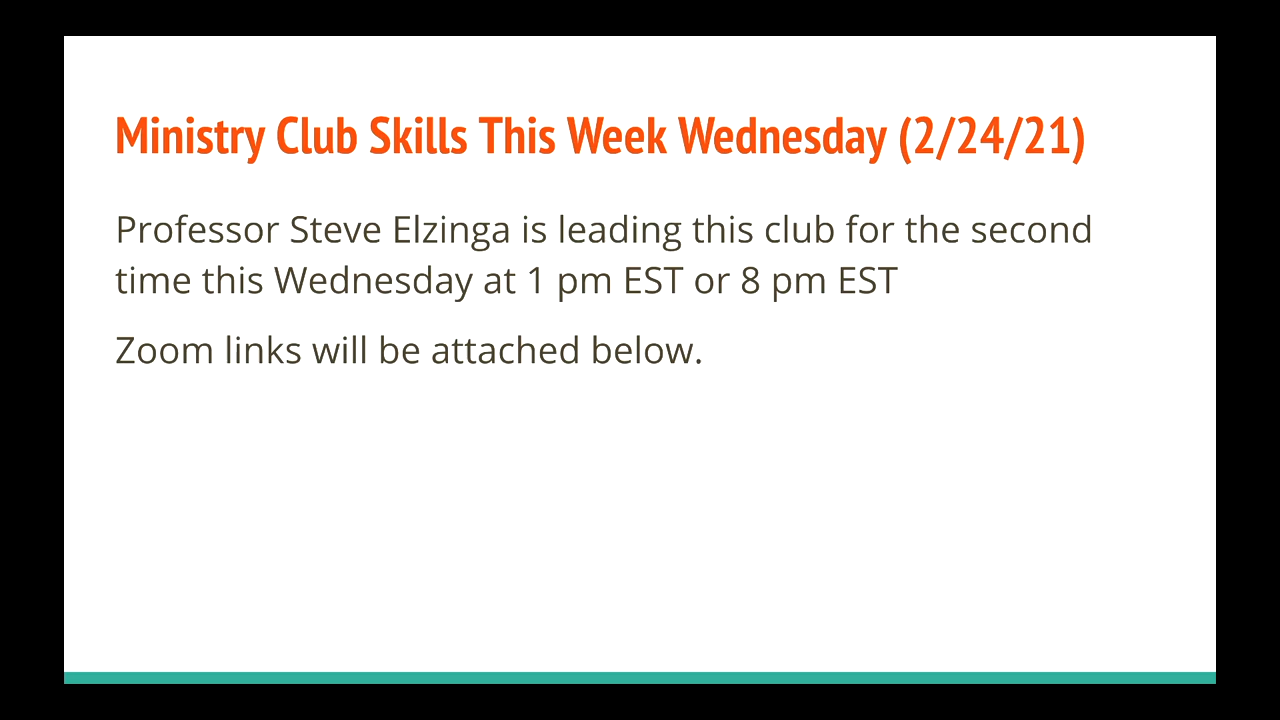 Ministry Club Skills This Week Wednesday (2/24/21)
Professor Steve Elzinga is leading this club for the second
time this Wednesday at 1 pm EST or 8 pm EST
Zoom links will be attached below.